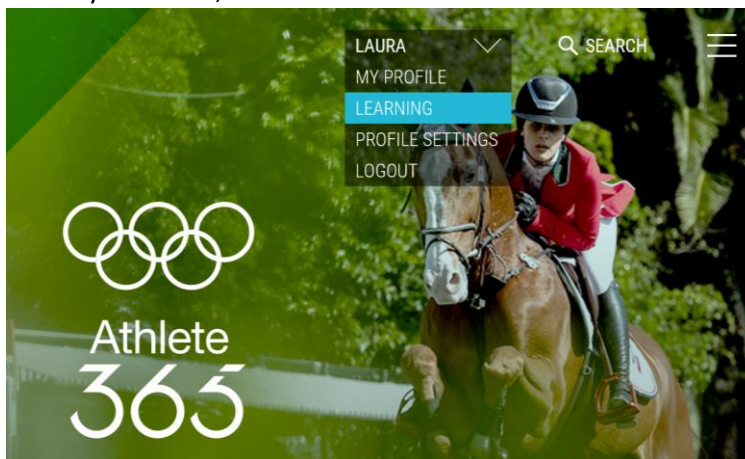 LAURA
SEARCH
MY PROFILE
LEARNING
PROFILE SETTINGS
LOGOUT
Athlete
365